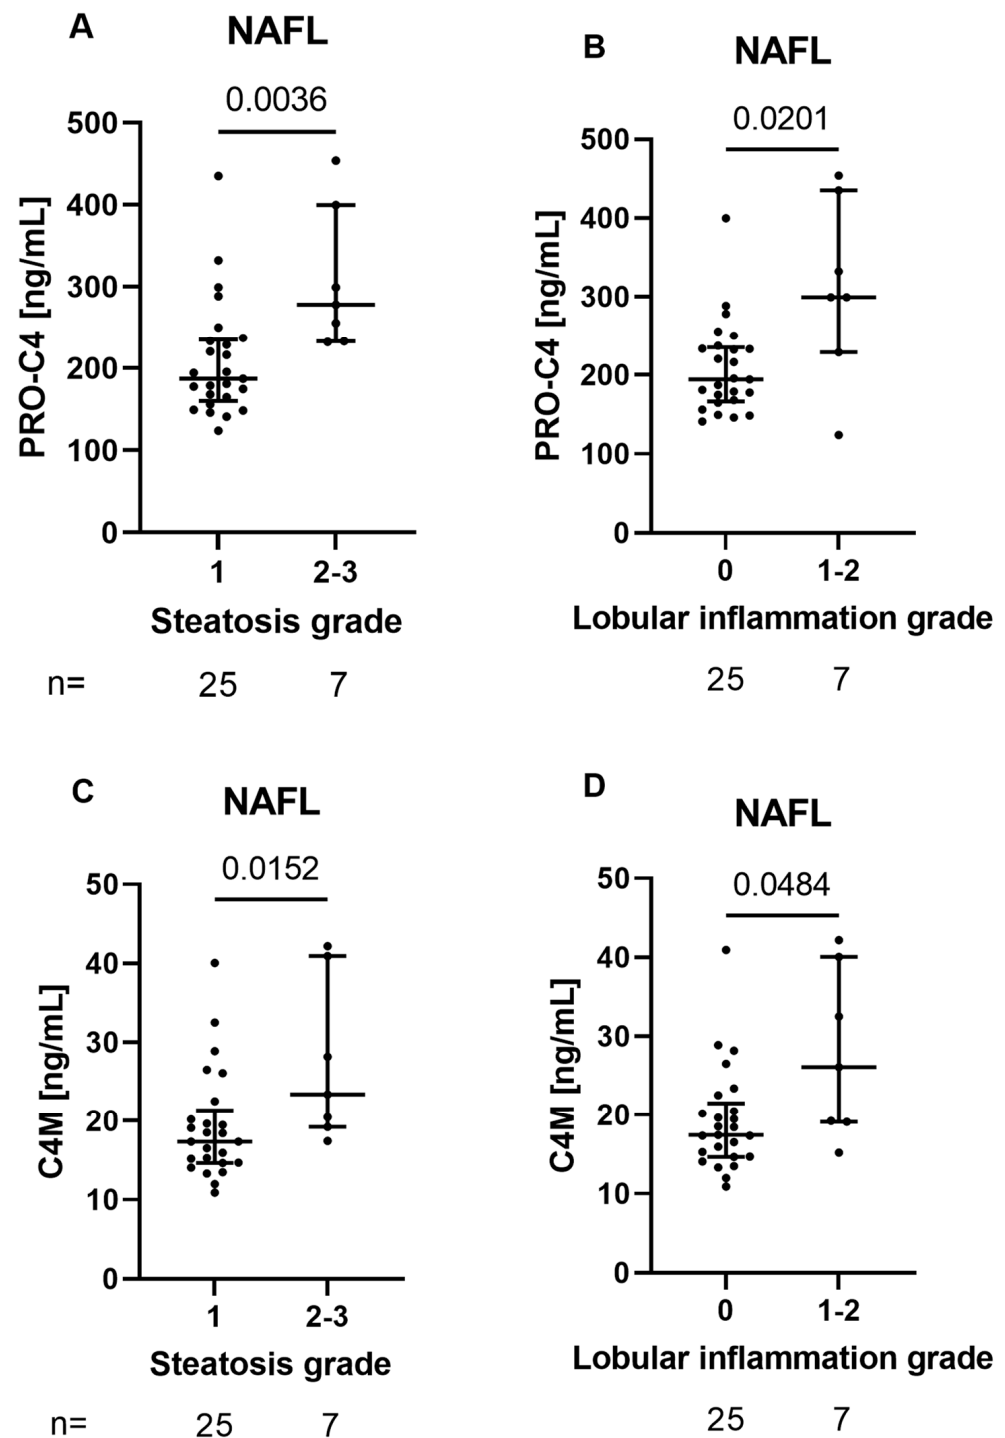 A
NAFL
0.0036
500
400
300
200
100
0
PRO-C4 [ng/mL]
1 2-3
Steatosis grade
n= 25 7
B
NAFL
0.0201
500
400
300
200
100
0
PRO-C4 [ng/mL]
0 1-2
Lobular inflammation grade
25 7
C
NAFL
0.0152
50
40
30
20
10
0
C4M [ng/mL]
1 2-3
Steatosis grade
n= 25 7
D
NAFL
0.0484
50
40
30
20
10
0
C4M [ng/mL]
0 1-2
Lobular inflammation grade
25 7